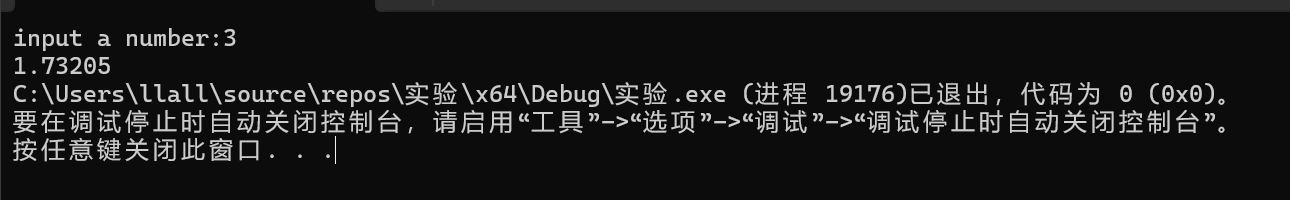 input a number:3
1.73205
C:\Users\llall\source\repos\实验\x64\Debug\实验.exe (进程 19176)已退出，代码为 0 (0x0)。
要在调试停止时自动关闭控制台，请启用“工具”->“选项”->“调试”->“调试停止时自动关闭控制台”。
按任意键关闭此窗口. . .